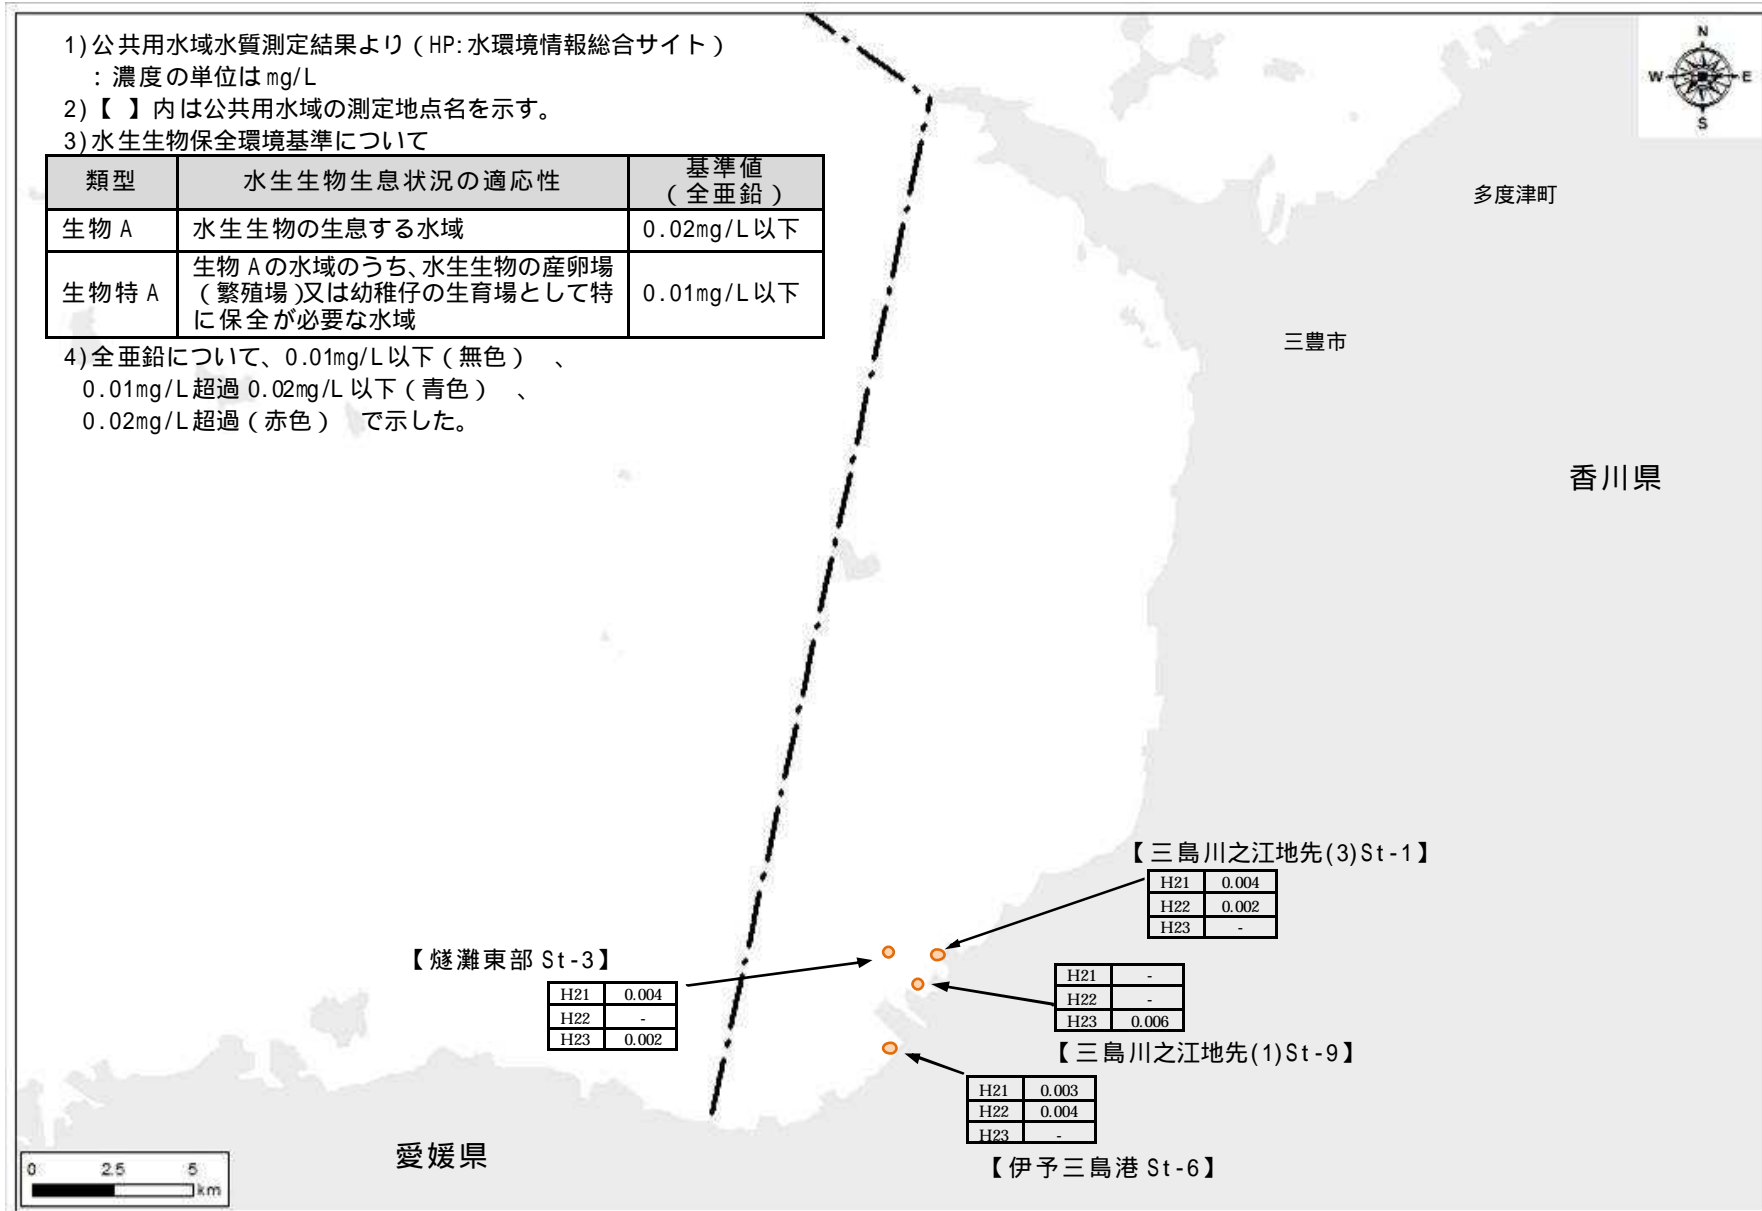 1)公共用水域水質測定結果より(HP:水環境情報総合サイト)
:濃度の単位はmg/L
2)【 】内は公共用水域の測定地点名を示す。
3)水生生物保全環境基準について
類型 水生生物生息状況の適応性 基準値
(全亜鉛)
生物A 水生生物の生息する水域 0.02mg/L以下
生物特A 生物Aの水域のうち、水生生物の産卵場
(繁殖場)又は幼稚仔の生育場として特
に保全が必要な水域 0.01mg/L以下
4)全亜鉛について、0.01mg/L以下(無色) 、
0.01mg/L超過0.02mg/L以下(青色) 、
0.02mg/L超過(赤色) で示した。
N
W E
S
多度津町
三豊市
香川県
【三島川之江地先(3)St-1】
H21 0.004
H22 0.002
H23 -
【燧灘東部St-3】
H21 0.004
H22 -
H23 0.002
H21 -
H22 -
H23 0.006
【三島川之江地先(1)St-9】
H21 0.003
H22 0.004
H23 -
【伊予三島港St-6】
愛媛県
0 2.5 5
km